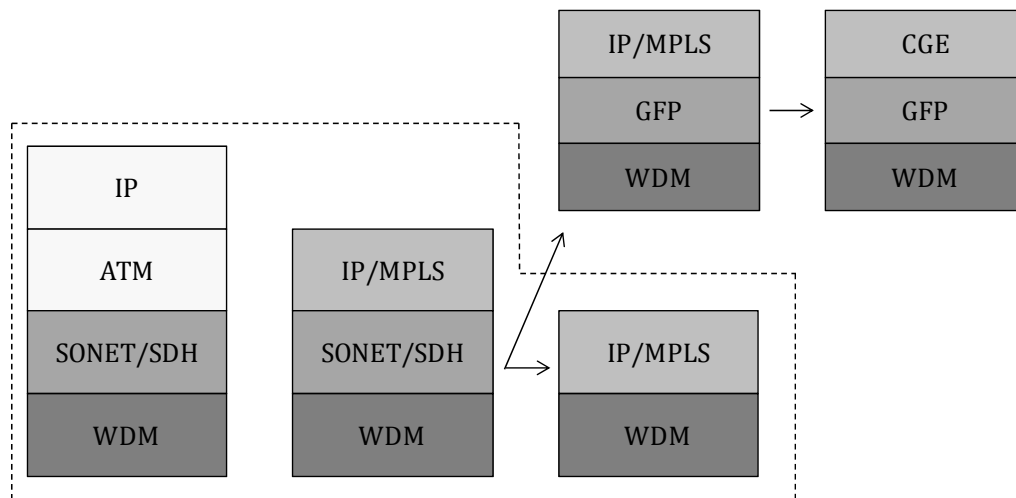 IP
ATM
SONET/SDH
WDM
IP/MPLS
SONET/SDH
WDM
IP/MPLS
GFP
WDM
IP/MPLS
WDM
CGE
GFP
WDM